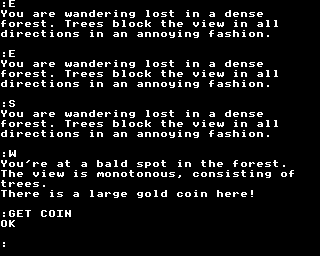 :E
You are wandering lost in a dense
forest. Trees block the view in all
directions in an annoying fashion.
:E
You are wandering lost in a dense
forest. Trees block the view in all
directions in an annoying fashion.
:S
You are wandering lost in a dense
forest. Trees block the view in all
directions in an annoying fashion.
:W
You're at a bald spot in the forest.
The view is monotonous, consisting of
trees.
There is a large gold coin here!
:GET COIN
OK
: